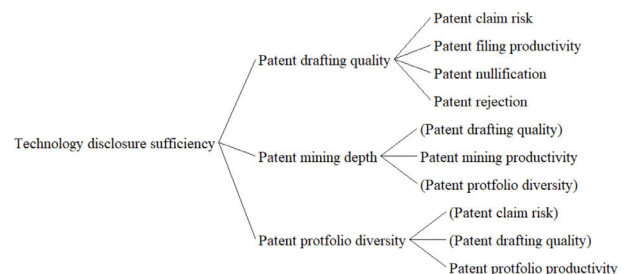 Patent claim risk
Patent filing productivity
Patent drafting quality
Patent nullification
Patent rejection
(Patent drafting quality)
Technology disclosure sufficiency
Patent mining depth
Patent mining productivity
(Patent protfolio diversity)
(Patent claim risk)
Patent protfolio diversity
(Patent drafting quality)
Patent protfolio productivity